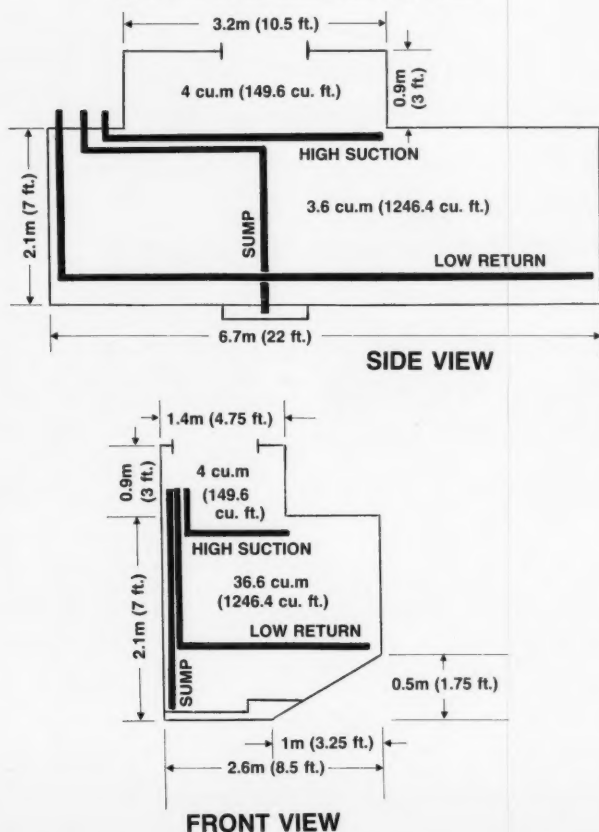 3.2m (10.5 ft.)
4 cu.m (149.6 cu. ft.)
0.9m
(3 ft.)
HIGH SUCTION
2.1m (7 ft.)
SUMP
3.6 cu.m (1246.4 cu. ft.)
LOW RETURN
6.7m (22 ft.)
SIDE VIEW
1.4m (4.75 ft.)
0.9m
(3 ft.)
4 cu.m
(149.6
cu. ft.)
HIGH SUCTION
2.1m (7 ft.)
36.6 cu.m
(1246.4 cu. ft.)
LOW RETURN
SUMP
0.5m (1.75 ft.)
1m (3.25 ft.)
2.6m (8.5 ft.)
FRONT VIEW